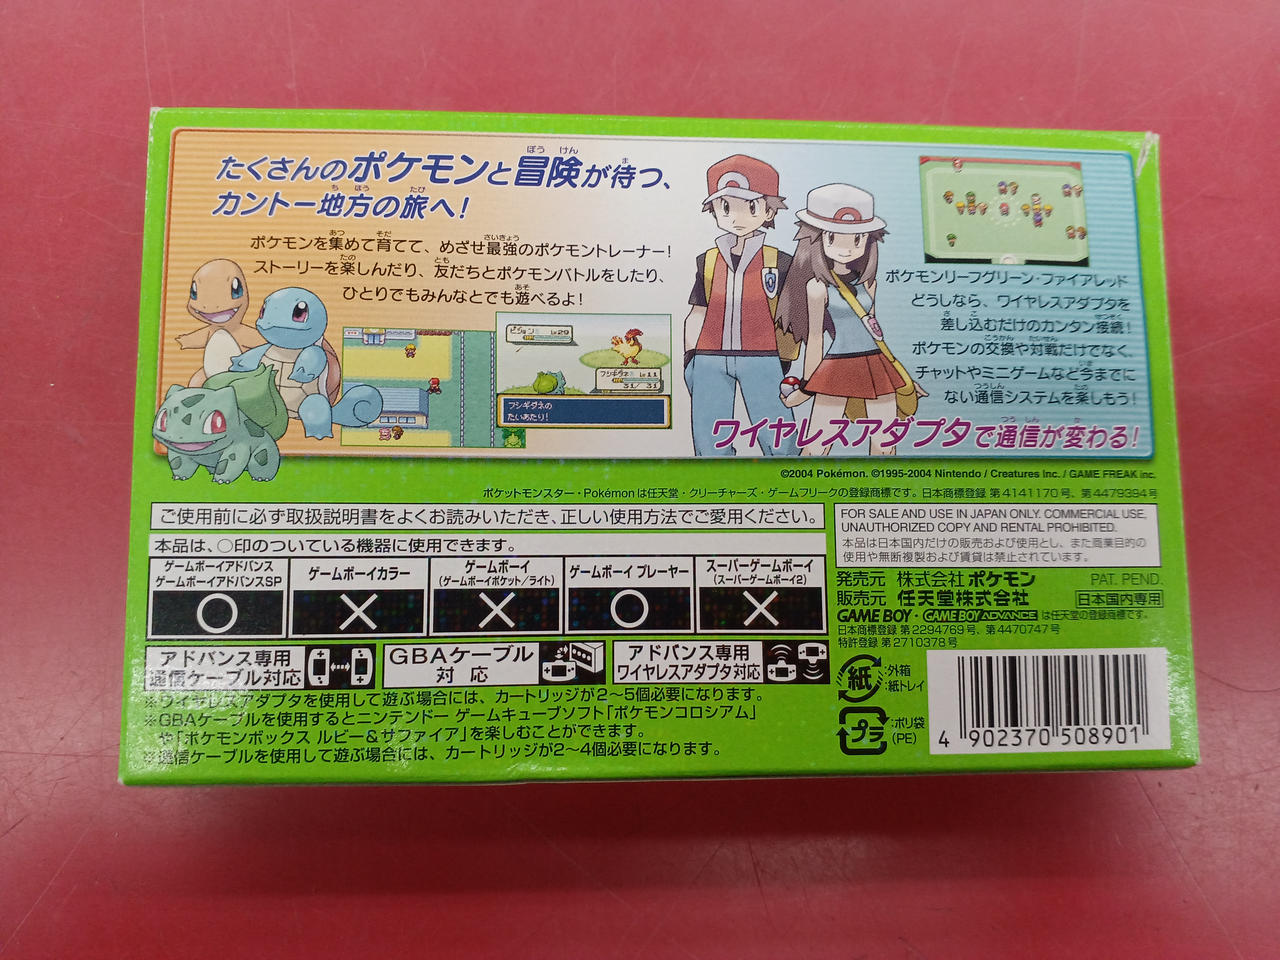 たくさんのポケモンと冒険が待つ、
カントー地方の旅へ!
ポケモンを集めて育てて、めざせ最強のポケモントレーナー!
ストーリーを楽しんだり、友だちとポケモンバトルをしたり、
ひとりでもみんなとでも遊べるよ!
ピジョン♂ Lv29
フシギダネ♂ Lv11
31/ 31
フシギダネの
たいあたり!
ポケモンリーフグリーン・ファイアレッド
どうしなら、ワイヤレスアダプタを
差し込むだけのカンタン接続!
ポケモンの交換や対戦だけでなく、
チャットやミニゲームなど今までに
ない通信システムを楽しもう!
ワイヤレスアダプタで通信が変わる!
©2004 Pokémon. ©1995-2004 Nintendo / Creatures inc. / GAME FREAK inc.
ポケットモンスター・Pokémonは任天堂・クリーチャーズ・ゲームフリークの登録商標です。日本商標登録 第4141170号、第4479394号
ご使用前に必ず取扱説明書をよくお読みいただき、正しい使用方法でご愛用ください。
本品は、○印のついている機器に使用できます。
ゲームボーイアドバンス
ゲームボーイアドバンスSP
○
ゲームボーイカラー
×
ゲームボーイ
(ゲームボーイポケット/ライト)
×
ゲームボーイ プレーヤー
○
スーパーゲームボーイ
(スーパーゲームボーイ2)
×
アドバンス専用
通信ケーブル対応
GBAケーブル
対応
アドバンス専用
ワイヤレスアダプタ対応
※ワイヤレスアダプタを使用して遊ぶ場合には、カートリッジが2〜5個必要になります。
※GBAケーブルを使用するとニンテンドー ゲームキューブソフト「ポケモンコロシアム」
や「ポケモンボックス ルビー&サファイア」を楽しむことができます。
※通信ケーブルを使用して遊ぶ場合には、カートリッジが2〜4個必要になります。
FOR SALE AND USE IN JAPAN ONLY. COMMERCIAL USE,
UNAUTHORIZED COPY AND RENTAL PROHIBITED.
本品は日本国内だけの販売および使用とし、また商業目的の
使用や無断複製および賃貸は禁止されています。
発売元 株式会社ポケモン
PAT. PEND.
販売元 任天堂株式会社
日本国内専用
GAME BOY・GAME BOY ADVANCE は任天堂の登録商標です。
日本商標登録 第2294769号、第4470747号
特許登録 第2710378号
紙
:外箱
:紙トレイ
プラ
:ポリ袋
(PE)
4 902370 508901